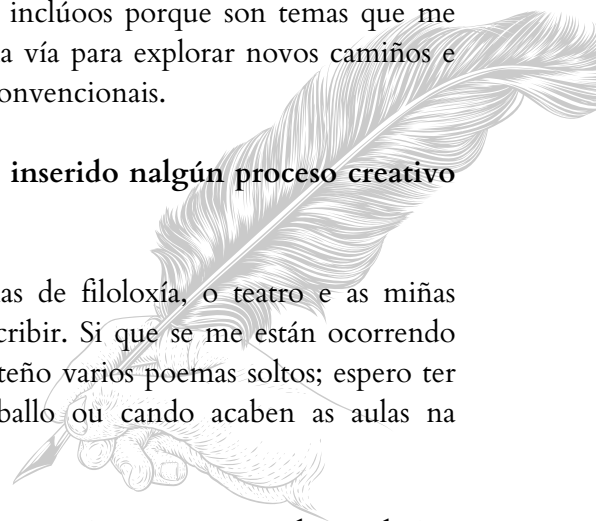 inclúoos porque son temas que me
a vía para explorar novos camiños e
onvencionais.
inserido nalgún proceso creativo
as de filoloxía, o teatro e as miñas
cribir. Si que se me están ocorrendo
teño varios poemas soltos; espero ter
ballo ou cando acaben as aulas na